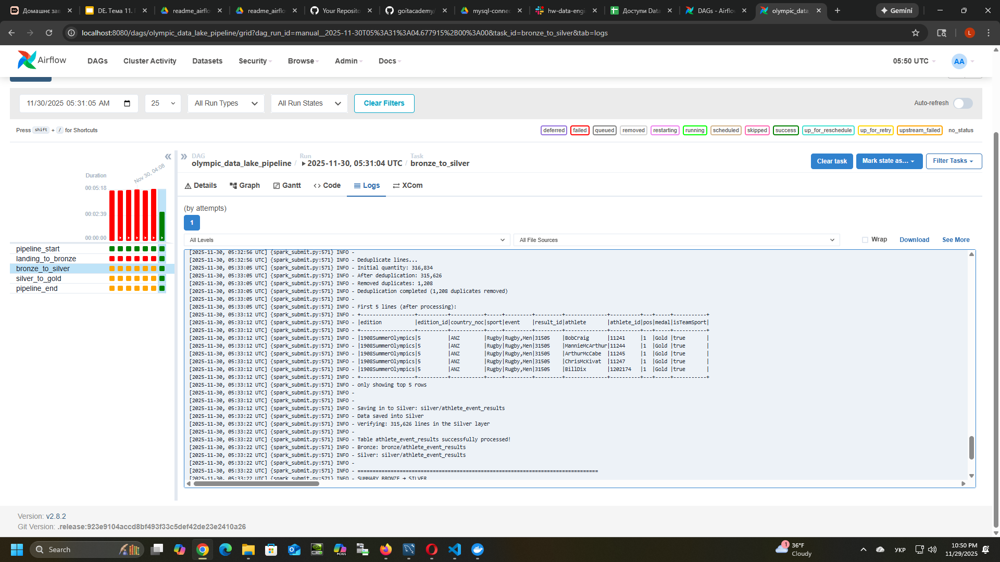 Домашнє зав
DE. Тема 11.
readme_airflo
readme_airflo
Your Reposito
goitacademy/
mysql-connec
hw-data-engi
Доступи Data
DAGs - Airflo
olympic_data
Gemini
localhost:8080/dags/olympic_data_lake_pipeline/grid?dag_run_id=manual__2025-11-30T05%3A31%3A04.677915%2B00%3A00&task_id=bronze_to_silver&tab=logs
L
Airflow DAGs Cluster Activity Datasets Security Browse Admin Docs 05:50 UTC AA
11/30/2025 05:31:05 AM 25 All Run Types All Run States Clear Filters Auto-refresh
Press shift + / for Shortcuts deferred failed queued removed restarting running scheduled skipped success up_for_reschedule up_for_retry upstream_failed no_status
DAG Run Task
olympic_data_lake_pipeline / 2025-11-30, 05:31:04 UTC / bronze_to_silver
Clear task Mark state as... Filter Tasks
Duration
Nov 30, 04:08
00:05:18
00:02:39
00:00:00
pipeline_start
landing_to_bronze
bronze_to_silver
silver_to_gold
pipeline_end
Details Graph Gantt Code Logs XCom
(by attempts)
1
All Levels All File Sources Wrap Download See More
[2025-11-30, 05:32:56 UTC] {spark_submit.py:571} INFO -
[2025-11-30, 05:32:56 UTC] {spark_submit.py:571} INFO - Deduplicate lines...
[2025-11-30, 05:33:05 UTC] {spark_submit.py:571} INFO - Initial quantity: 316,834
[2025-11-30, 05:33:05 UTC] {spark_submit.py:571} INFO - After deduplication: 315,626
[2025-11-30, 05:33:05 UTC] {spark_submit.py:571} INFO - Removed duplicates: 1,208
[2025-11-30, 05:33:05 UTC] {spark_submit.py:571} INFO - Deduplication completed (1,208 duplicates removed)
[2025-11-30, 05:33:05 UTC] {spark_submit.py:571} INFO -
[2025-11-30, 05:33:05 UTC] {spark_submit.py:571} INFO - First 5 lines (after processing):
[2025-11-30, 05:33:12 UTC] {spark_submit.py:571} INFO - +------------------+----------+-----------+-----+---------+---------+--------------+----------+---+-----+-----------+
[2025-11-30, 05:33:12 UTC] {spark_submit.py:571} INFO - |edition           |edition_id|country_noc|sport|event    |result_id|athlete       |athlete_id|pos|medal|isTeamSport|
[2025-11-30, 05:33:12 UTC] {spark_submit.py:571} INFO - +------------------+----------+-----------+-----+---------+---------+--------------+----------+---+-----+-----------+
[2025-11-30, 05:33:12 UTC] {spark_submit.py:571} INFO - |1908SummerOlympics|5         |ANZ        |Rugby|Rugby,Men|31505    |BobCraig      |11241     |1  |Gold |true       |
[2025-11-30, 05:33:12 UTC] {spark_submit.py:571} INFO - |1908SummerOlympics|5         |ANZ        |Rugby|Rugby,Men|31505    |MannieMcArthur|11244     |1  |Gold |true       |
[2025-11-30, 05:33:12 UTC] {spark_submit.py:571} INFO - |1908SummerOlympics|5         |ANZ        |Rugby|Rugby,Men|31505    |ArthurMcCabe  |11245     |1  |Gold |true       |
[2025-11-30, 05:33:12 UTC] {spark_submit.py:571} INFO - |1908SummerOlympics|5         |ANZ        |Rugby|Rugby,Men|31505    |ChrisMcKivat  |11247     |1  |Gold |true       |
[2025-11-30, 05:33:12 UTC] {spark_submit.py:571} INFO - |1908SummerOlympics|5         |ANZ        |Rugby|Rugby,Men|31505    |BillDix       |1202174   |1  |Gold |true       |
[2025-11-30, 05:33:12 UTC] {spark_submit.py:571} INFO - +------------------+----------+-----------+-----+---------+---------+--------------+----------+---+-----+-----------+
[2025-11-30, 05:33:12 UTC] {spark_submit.py:571} INFO - only showing top 5 rows
[2025-11-30, 05:33:12 UTC] {spark_submit.py:571} INFO -
[2025-11-30, 05:33:12 UTC] {spark_submit.py:571} INFO -
[2025-11-30, 05:33:12 UTC] {spark_submit.py:571} INFO - Saving in to Silver: silver/athlete_event_results
[2025-11-30, 05:33:22 UTC] {spark_submit.py:571} INFO - Data saved into Silver
[2025-11-30, 05:33:22 UTC] {spark_submit.py:571} INFO - Verifying: 315,626 lines in the Silver layer
[2025-11-30, 05:33:22 UTC] {spark_submit.py:571} INFO -
[2025-11-30, 05:33:22 UTC] {spark_submit.py:571} INFO - Table athlete_event_results successfully processed!
[2025-11-30, 05:33:22 UTC] {spark_submit.py:571} INFO - Bronze: bronze/athlete_event_results
[2025-11-30, 05:33:22 UTC] {spark_submit.py:571} INFO - Silver: silver/athlete_event_results
[2025-11-30, 05:33:22 UTC] {spark_submit.py:571} INFO -
[2025-11-30, 05:33:22 UTC] {spark_submit.py:571} INFO - ================================================================================
[2025-11-30, 05:33:22 UTC] {spark_submit.py:571} INFO - SUMMARY BRONZE → SILVER
Version: v2.8.2
Git Version: .release:923e9104accd8bf493f33c5def42de23e2410a26
Search
M365
1
36°F
Cloudy
УКР
10:50 PM
11/29/2025